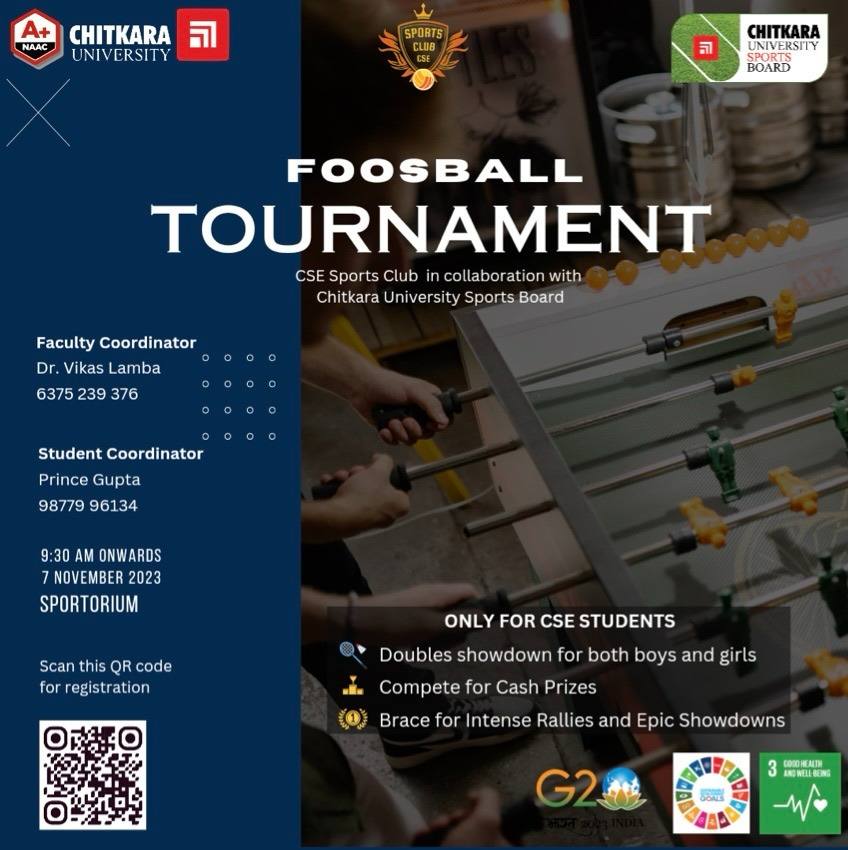 A+
NAAC
CHITKARA
UNIVERSITY
SPORTS
CLUB
CSE
CHITKARA
UNIVERSITY
SPORTS
BOARD
FOOSBALL
TOURNAMENT
CSE Sports Club in collaboration with
Chitkara University Sports Board
Faculty Coordinator
Dr. Vikas Lamba
6375 239 376
Student Coordinator
Prince Gupta
98779 96134
9:30 AM ONWARDS
7 NOVEMBER 2023
SPORTORIUM
Scan this QR code
for registration
ONLY FOR CSE STUDENTS
Doubles showdown for both boys and girls
Compete for Cash Prizes
1
Brace for Intense Rallies and Epic Showdowns
G20
भारत 2023 INDIA
GOALS
3 GOOD HEALTH
AND WELL-BEING